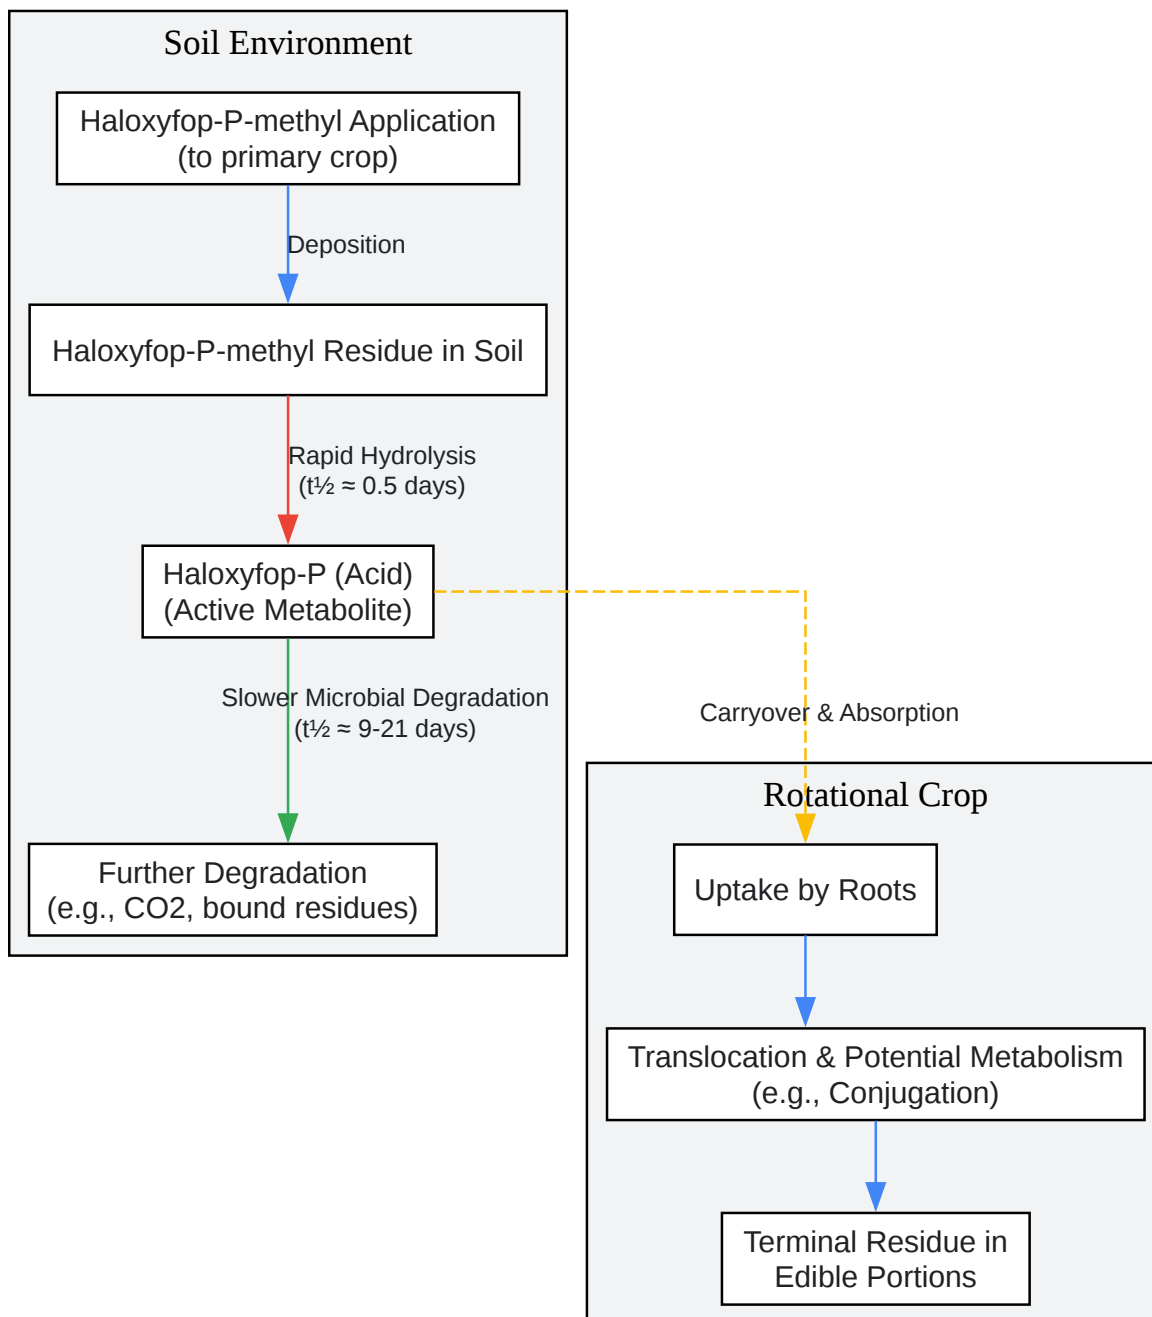 Soil Environment
Haloxyfop-P-methyl Application
(to primary crop)
Deposition
Haloxyfop-P-methyl Residue in Soil
Rapid Hydrolysis
(t½ ≈ 0.5 days)
Haloxyfop-P (Acid)
(Active Metabolite)
Slower Microbial Degradation
(t½ ≈ 9-21 days)
Further Degradation
(e.g., CO2, bound residues)
Carryover & Absorption
Rotational Crop
Uptake by Roots
Translocation & Potential Metabolism
(e.g., Conjugation)
Terminal Residue in
Edible Portions